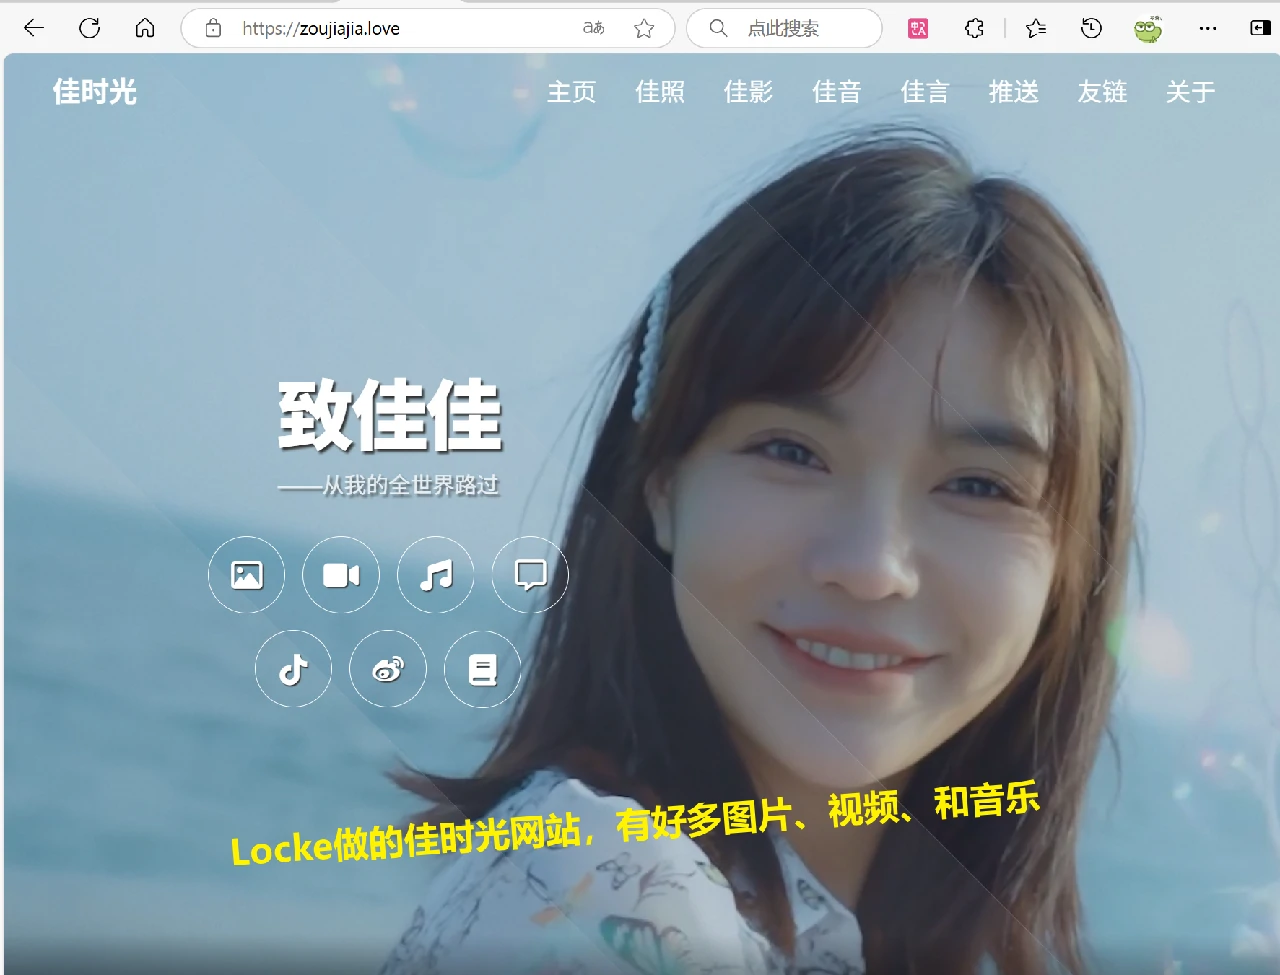 https://zoujiajia.love
aあ
点此搜索
佳时光
主页 佳照 佳影 佳音 佳言 推送 友链 关于
致佳佳
——从我的全世界路过
Locke做的佳时光网站，有好多图片、视频、和音乐